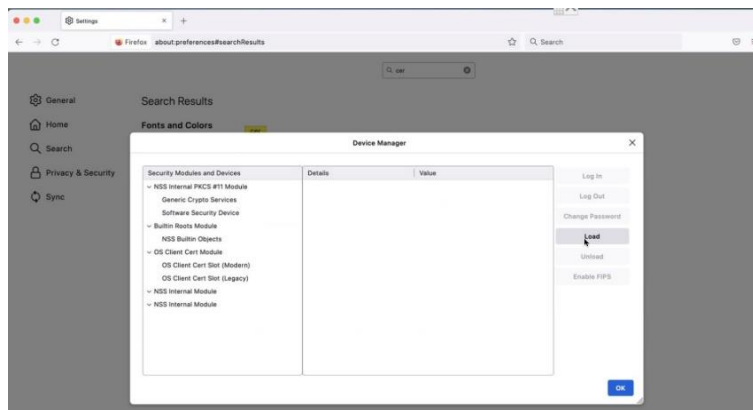 Settings
Firefox about:preferences#searchResults
Search
cer
General
Home
Search
Privacy & Security
Sync
Search Results
Fonts and Colors
cer
Device Manager
Security Modules and Devices
Details
Value
NSS Internal PKCS #11 Module
Generic Crypto Services
Software Security Device
Builtin Roots Module
NSS Builtin Objects
OS Client Cert Module
OS Client Cert Slot (Modern)
OS Client Cert Slot (Legacy)
NSS Internal Module
NSS Internal Module
Log In
Log Out
Change Password
Load
Unload
Enable FIPS
OK